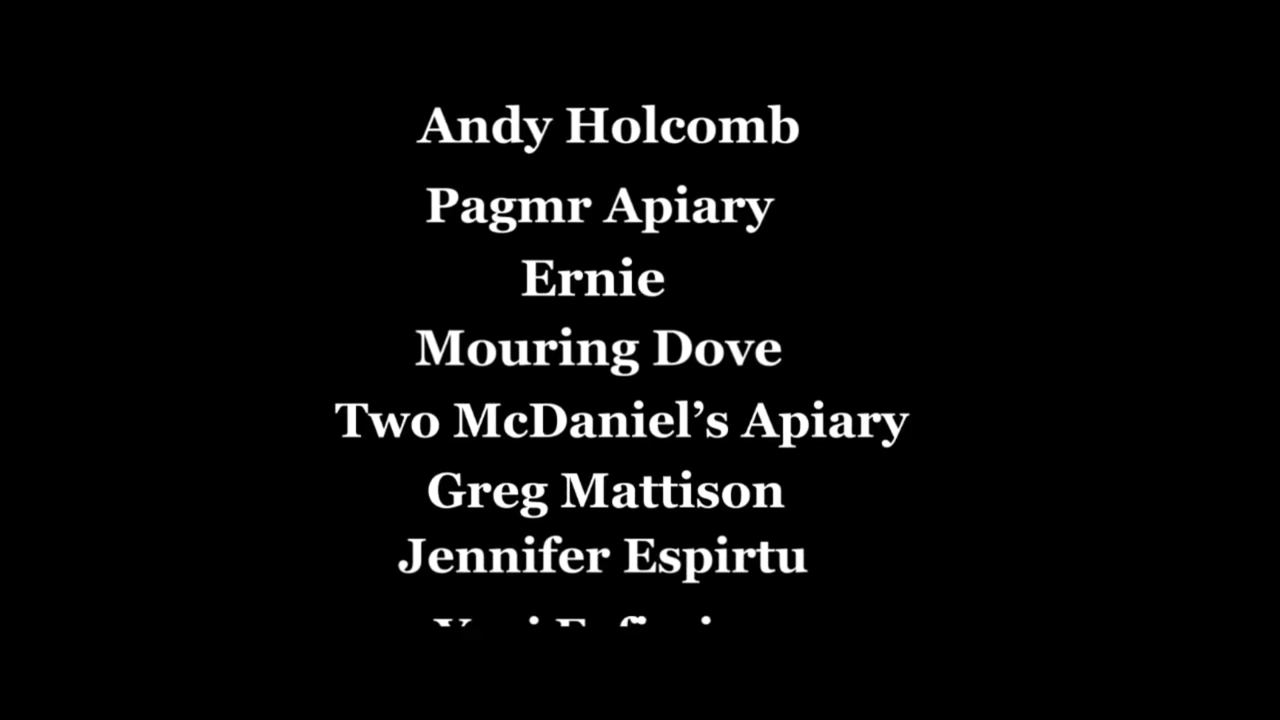 Andy Holcomb
Pagmr Apiary
Ernie
Mouring Dove
Two McDaniel’s Apiary
Greg Mattison
Jennifer Espirtu